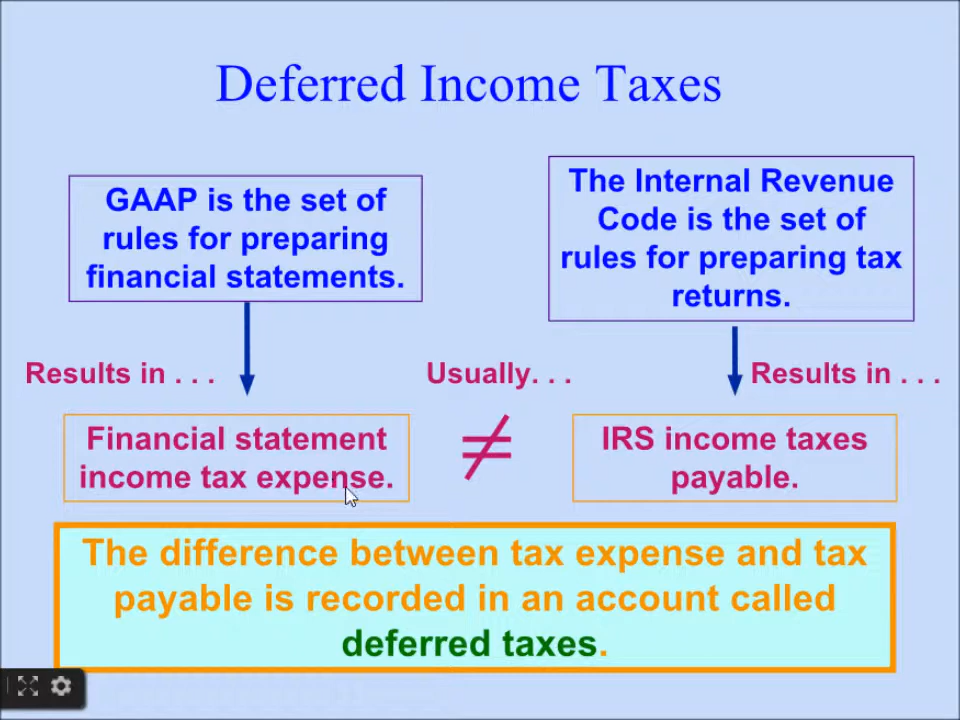 Deferred Income Taxes
GAAP is the set of
rules for preparing
financial statements.
The Internal Revenue
Code is the set of
rules for preparing tax
returns.
Results in . . .
Usually. . .
Results in . . .
Financial statement
income tax expense.
≠
IRS income taxes
payable.
The difference between tax expense and tax
payable is recorded in an account called
deferred taxes.